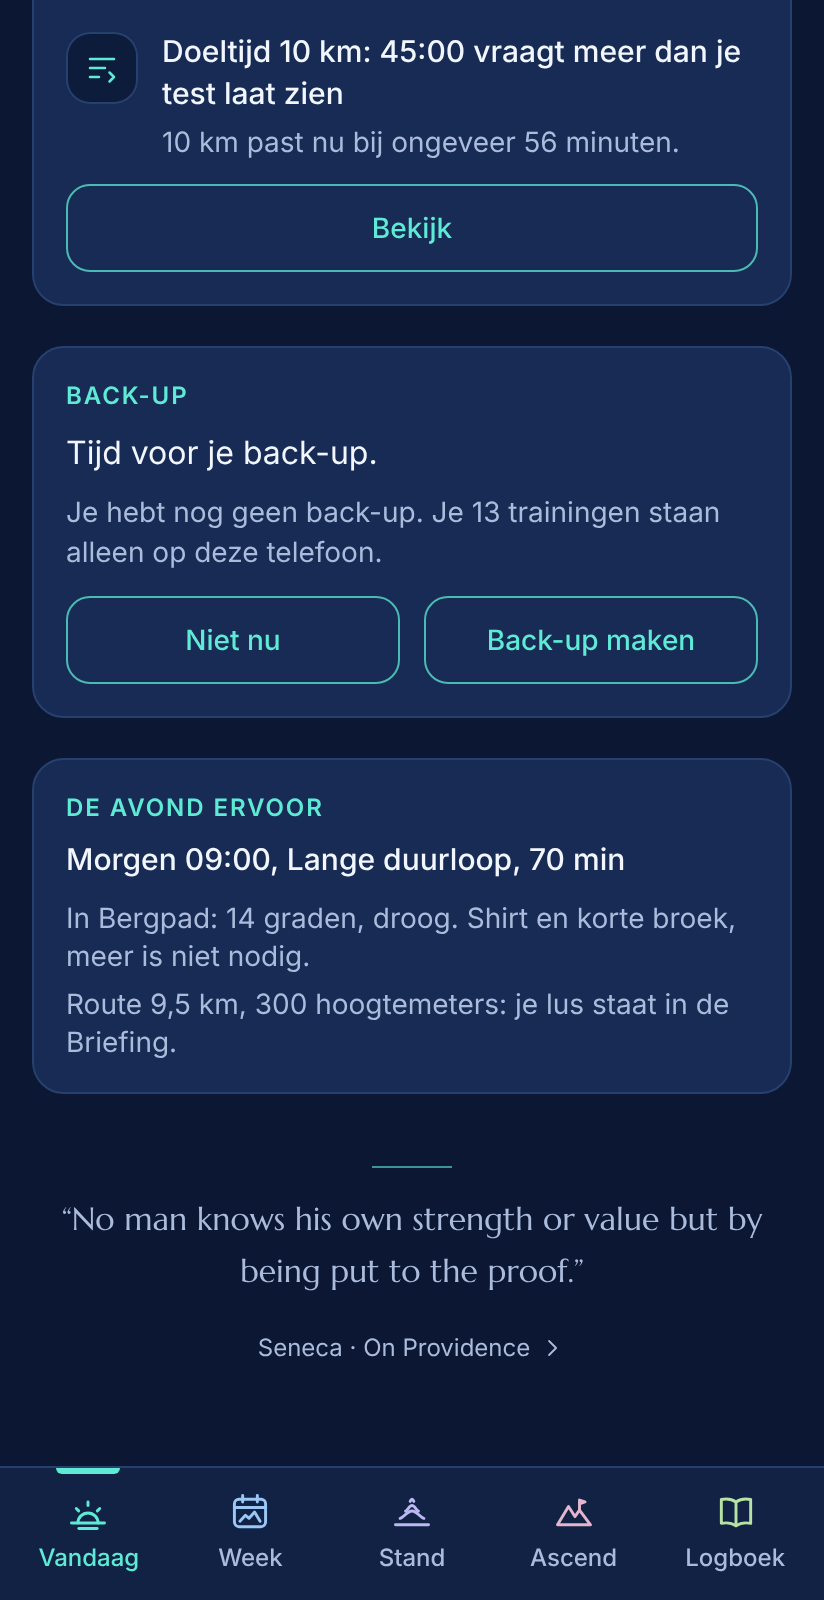 Doeltijd 10 km: 45:00 vraagt meer dan je
test laat zien
10 km past nu bij ongeveer 56 minuten.
Bekijk
BACK-UP
Tijd voor je back-up.
Je hebt nog geen back-up. Je 13 trainingen staan
alleen op deze telefoon.
Niet nu
Back-up maken
DE AVOND ERVOOR
Morgen 09:00, Lange duurloop, 70 min
In Bergpad: 14 graden, droog. Shirt en korte broek,
meer is niet nodig.
Route 9,5 km, 300 hoogtemeters: je lus staat in de
Briefing.
“No man knows his own strength or value but by
being put to the proof.”
Seneca · On Providence
Vandaag
Week
Stand
Ascend
Logboek